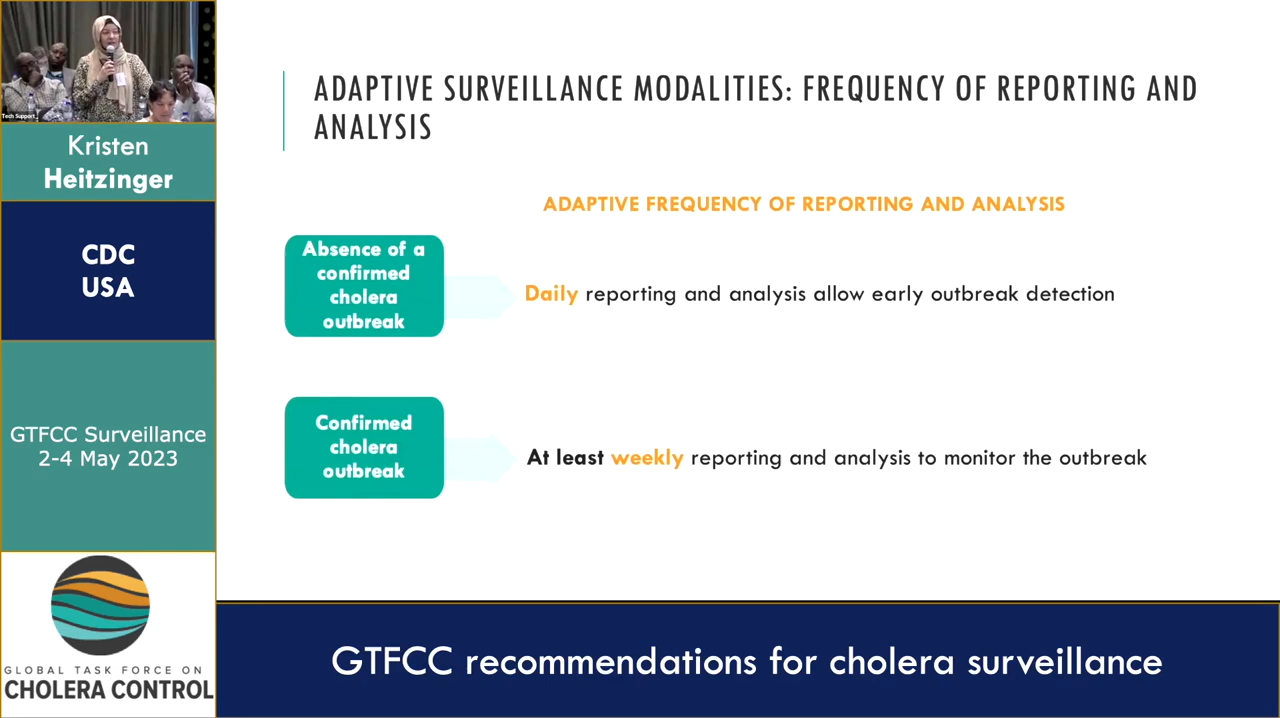 Tech Support
Kristen
Heitzinger
CDC
USA
GTFCC Surveillance
2-4 May 2023
GLOBAL TASK FORCE ON
CHOLERA CONTROL
ADAPTIVE SURVEILLANCE MODALITIES: FREQUENCY OF REPORTING AND
ANALYSIS
ADAPTIVE FREQUENCY OF REPORTING AND ANALYSIS
Absence of a
confirmed
cholera
outbreak
Daily reporting and analysis allow early outbreak detection
Confirmed
cholera
outbreak
At least weekly reporting and analysis to monitor the outbreak
GTFCC recommendations for cholera surveillance